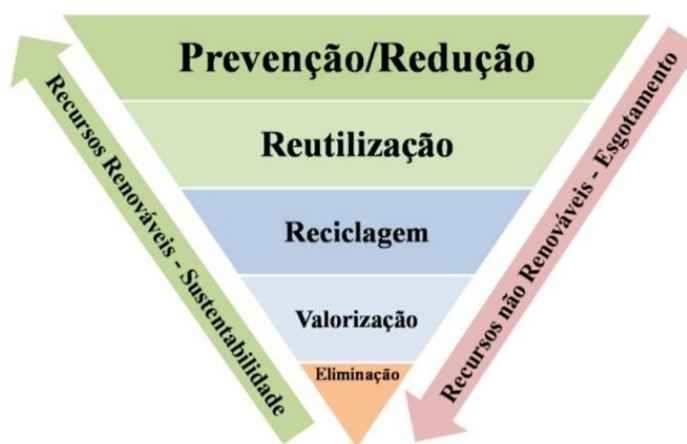 Prevenção/Redução
Reutilização
Reciclagem
Valorização
Eliminação
Recursos Renováveis - Sustentabilidade
Recursos não Renováveis - Esgotamento